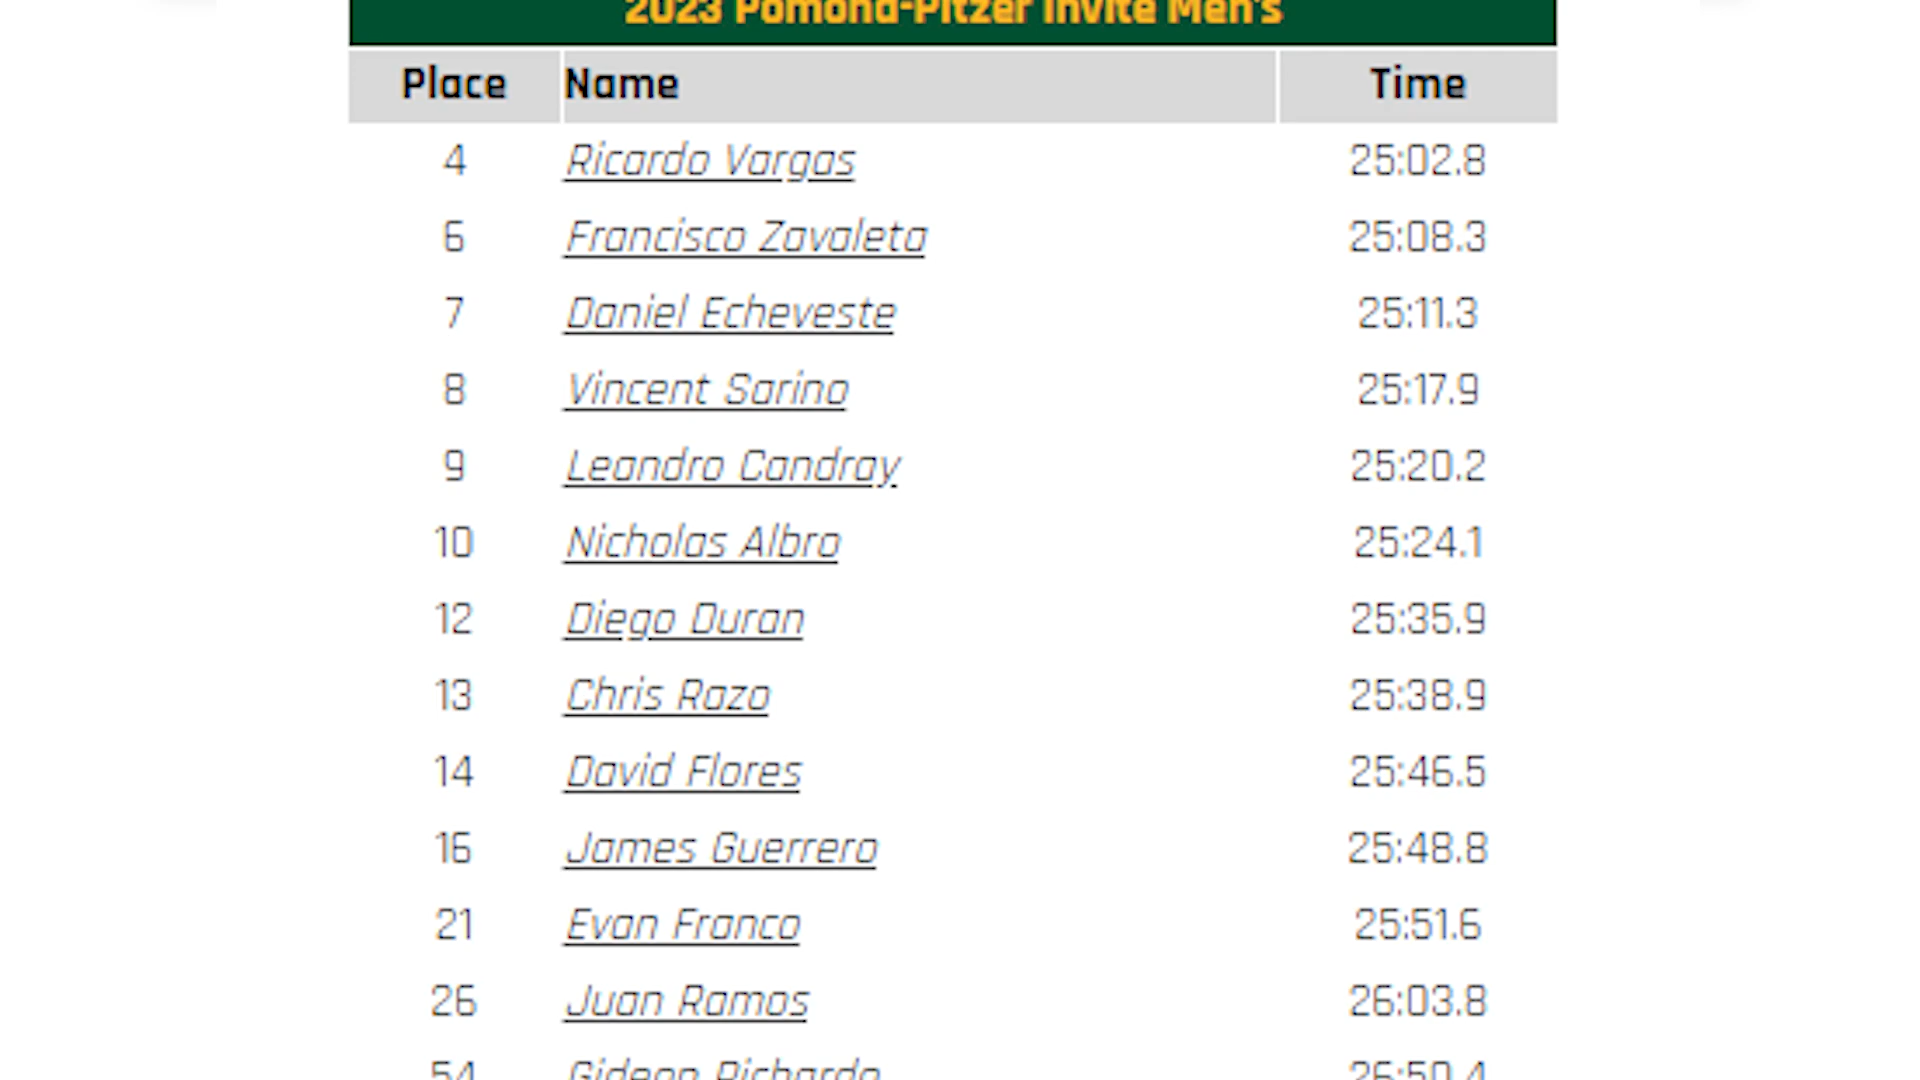 2023 Pomona-Pitzer Invite Men's
Place Name Time
4 Ricardo Vargas 25:02.8
6 Francisco Zavaleta 25:08.3
7 Daniel Echeveste 25:11.3
8 Vincent Sarino 25:17.9
9 Leandro Candray 25:20.2
10 Nicholas Albro 25:24.1
12 Diego Duran 25:35.9
13 Chris Razo 25:38.9
14 David Flores 25:46.5
16 James Guerrero 25:48.8
21 Evan Franco 25:51.6
26 Juan Ramos 26:03.8
54 Gideon